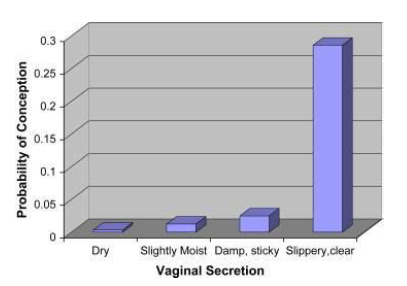 0.3
0.25
0.2
0.15
0.1
0.05
0
Probability of Conception
Dry Slightly Moist Damp, sticky Slippery,clear
Vaginal Secretion